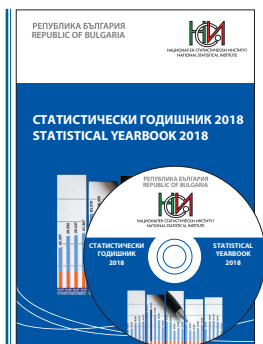 РЕПУБЛИКА БЪЛГАРИЯ
REPUBLIC OF BULGARIA
НАЦИОНАЛЕН СТАТИСТИЧЕСКИ ИНСТИТУТ
NATIONAL STATISTICAL INSTITUTE
СТАТИСТИЧЕСКИ ГОДИШНИК 2018
STATISTICAL YEARBOOK 2018
РЕПУБЛИКА БЪЛГАРИЯ
REPUBLIC OF BULGARIA
НАЦИОНАЛЕН СТАТИСТИЧЕСКИ ИНСТИТУТ
NATIONAL STATISTICAL INSTITUTE
СТАТИСТИЧЕСКИ
ГОДИШНИК
2018
STATISTICAL
YEARBOOK
2018